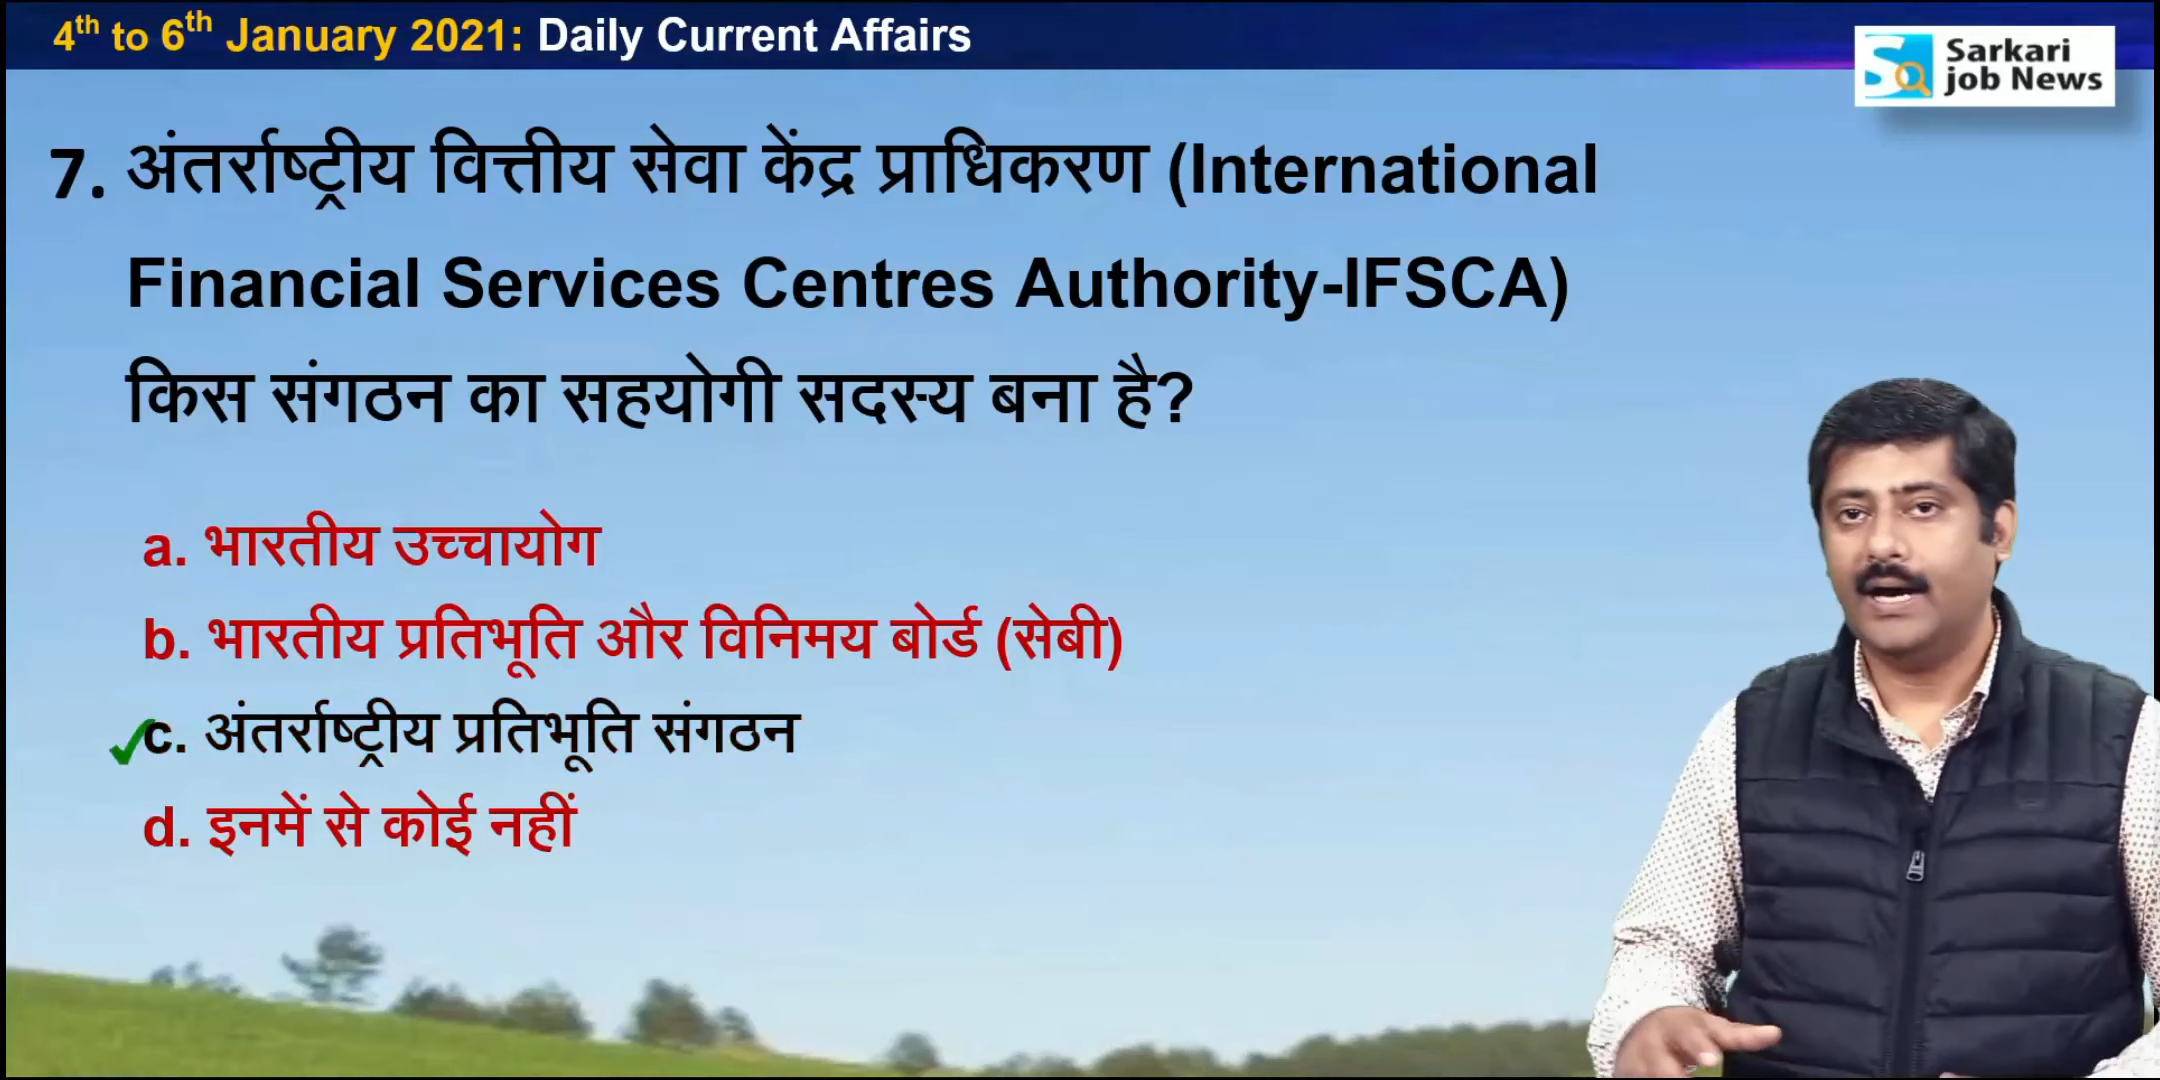 4th to 6th January 2021: Daily Current Affairs
Sarkari
job News
7. अंतर्राष्ट्रीय वित्तीय सेवा केंद्र प्राधिकरण (International
Financial Services Centres Authority-IFSCA)
किस संगठन का सहयोगी सदस्य बना है?
a. भारतीय उच्चायोग
b. भारतीय प्रतिभूति और विनिमय बोर्ड (सेबी)
c. अंतर्राष्ट्रीय प्रतिभूति संगठन
d. इनमें से कोई नहीं